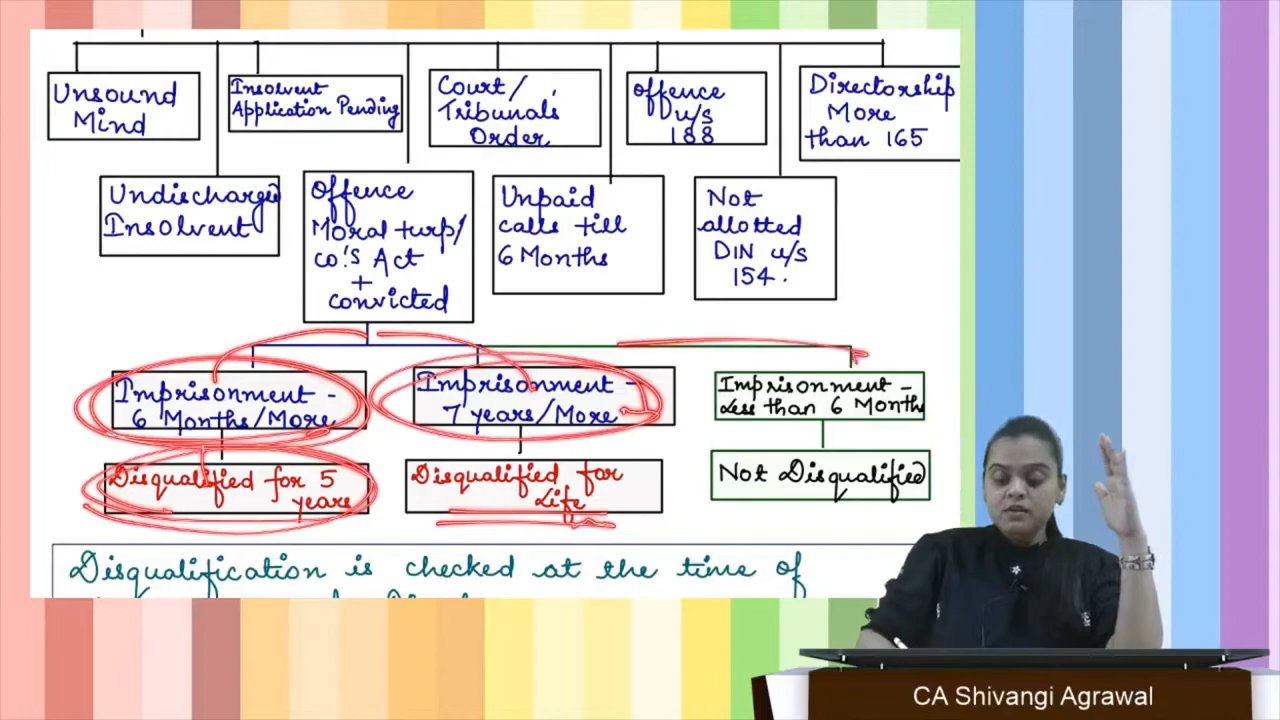 Unsound
Mind
Insolvent
Application Pending
Court/
Tribunal's
Order
Offence
u/s
188
Directorship
More
than 165
Undischarged
Insolvent
Offence
Moral turp/
co.'s Act
+
convicted
Unpaid
calls till
6 Months
Not
allotted
DIN u/s
154.
Imprisonment -
6 Months/More
Imprisonment -
7 years/More
Imprisonment -
Less than 6 Months
Disqualified for 5
years
Disqualified for
Life
Not Disqualified
Disqualification is checked at the time of
CA Shivangi Agrawal